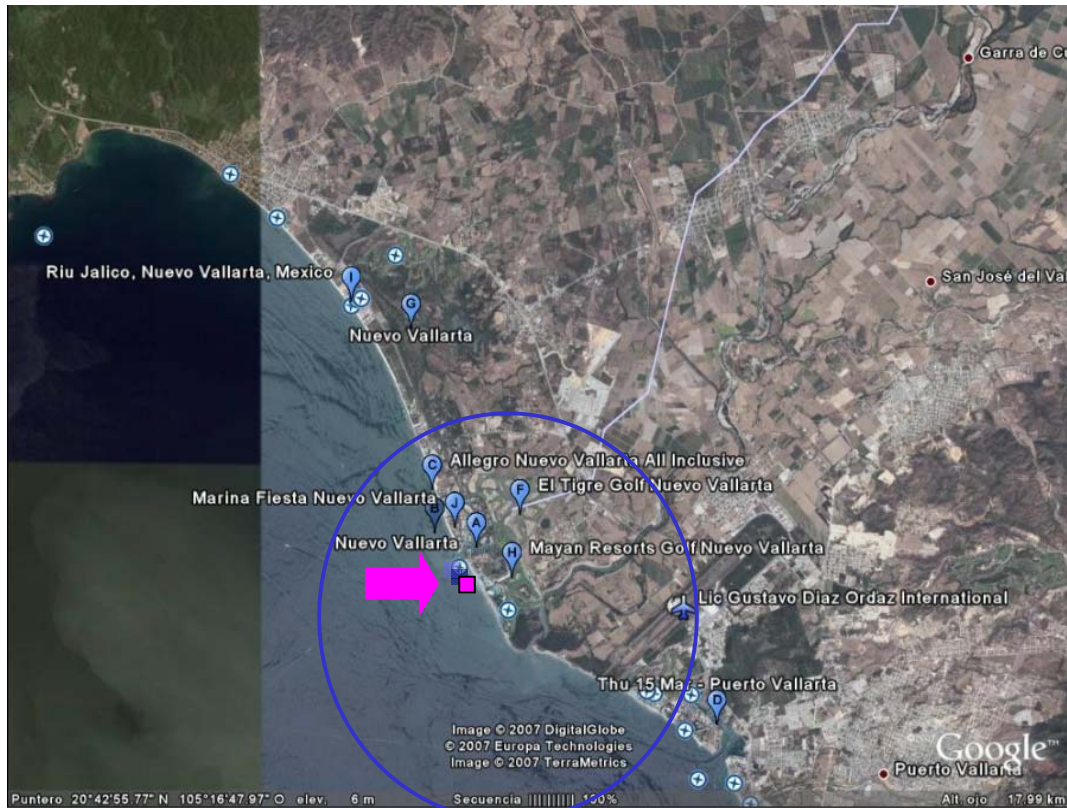 Garra de Cu
San José del Val
Riu Jalico, Nuevo Vallarta, Mexico
I
G
Nuevo Vallarta
C
Allegro Nuevo Vallarta All Inclusive
F
El Tigre Golf Nuevo Vallarta
Marina Fiesta Nuevo Vallarta
J
B
A
Nuevo Vallarta
H
Mayan Resorts Golf Nuevo Vallarta
Lic Gustavo Diaz Ordaz International
Thu 15 Mar - Puerto Vallarta
D
Image © 2007 DigitalGlobe
© 2007 Europa Technologies
Image © 2007 TerraMetrics
Google™
Puerto Vallarta
Puntero 20°42'55.77" N 105°16'47.97" O elev. 6 m
Secuencia |||||||||| 100%
Alt. ojo 17.99 km